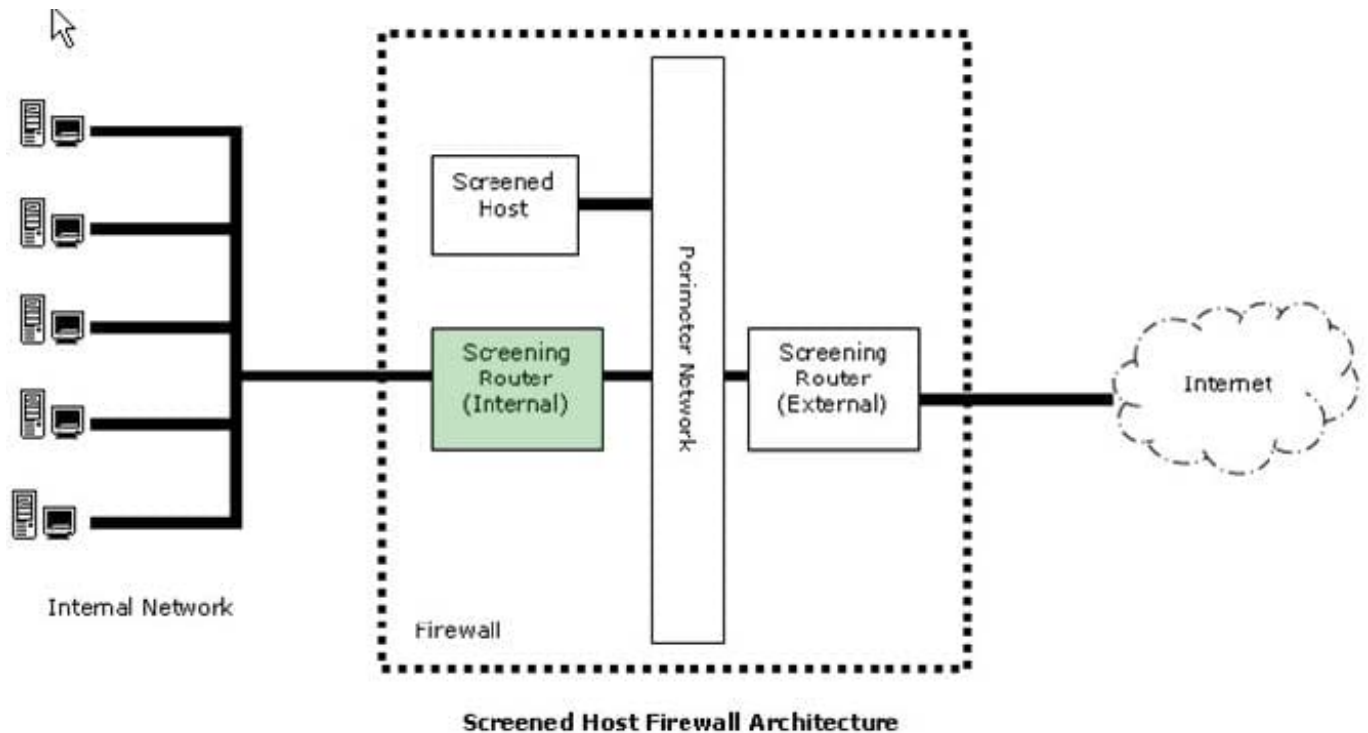 Screened
Host
Perimeter Network
Screening
Router
(Internal)
Screening
Router
(External)
Internet
Internal Network
Firewall
Screened Host Firewall Architecture